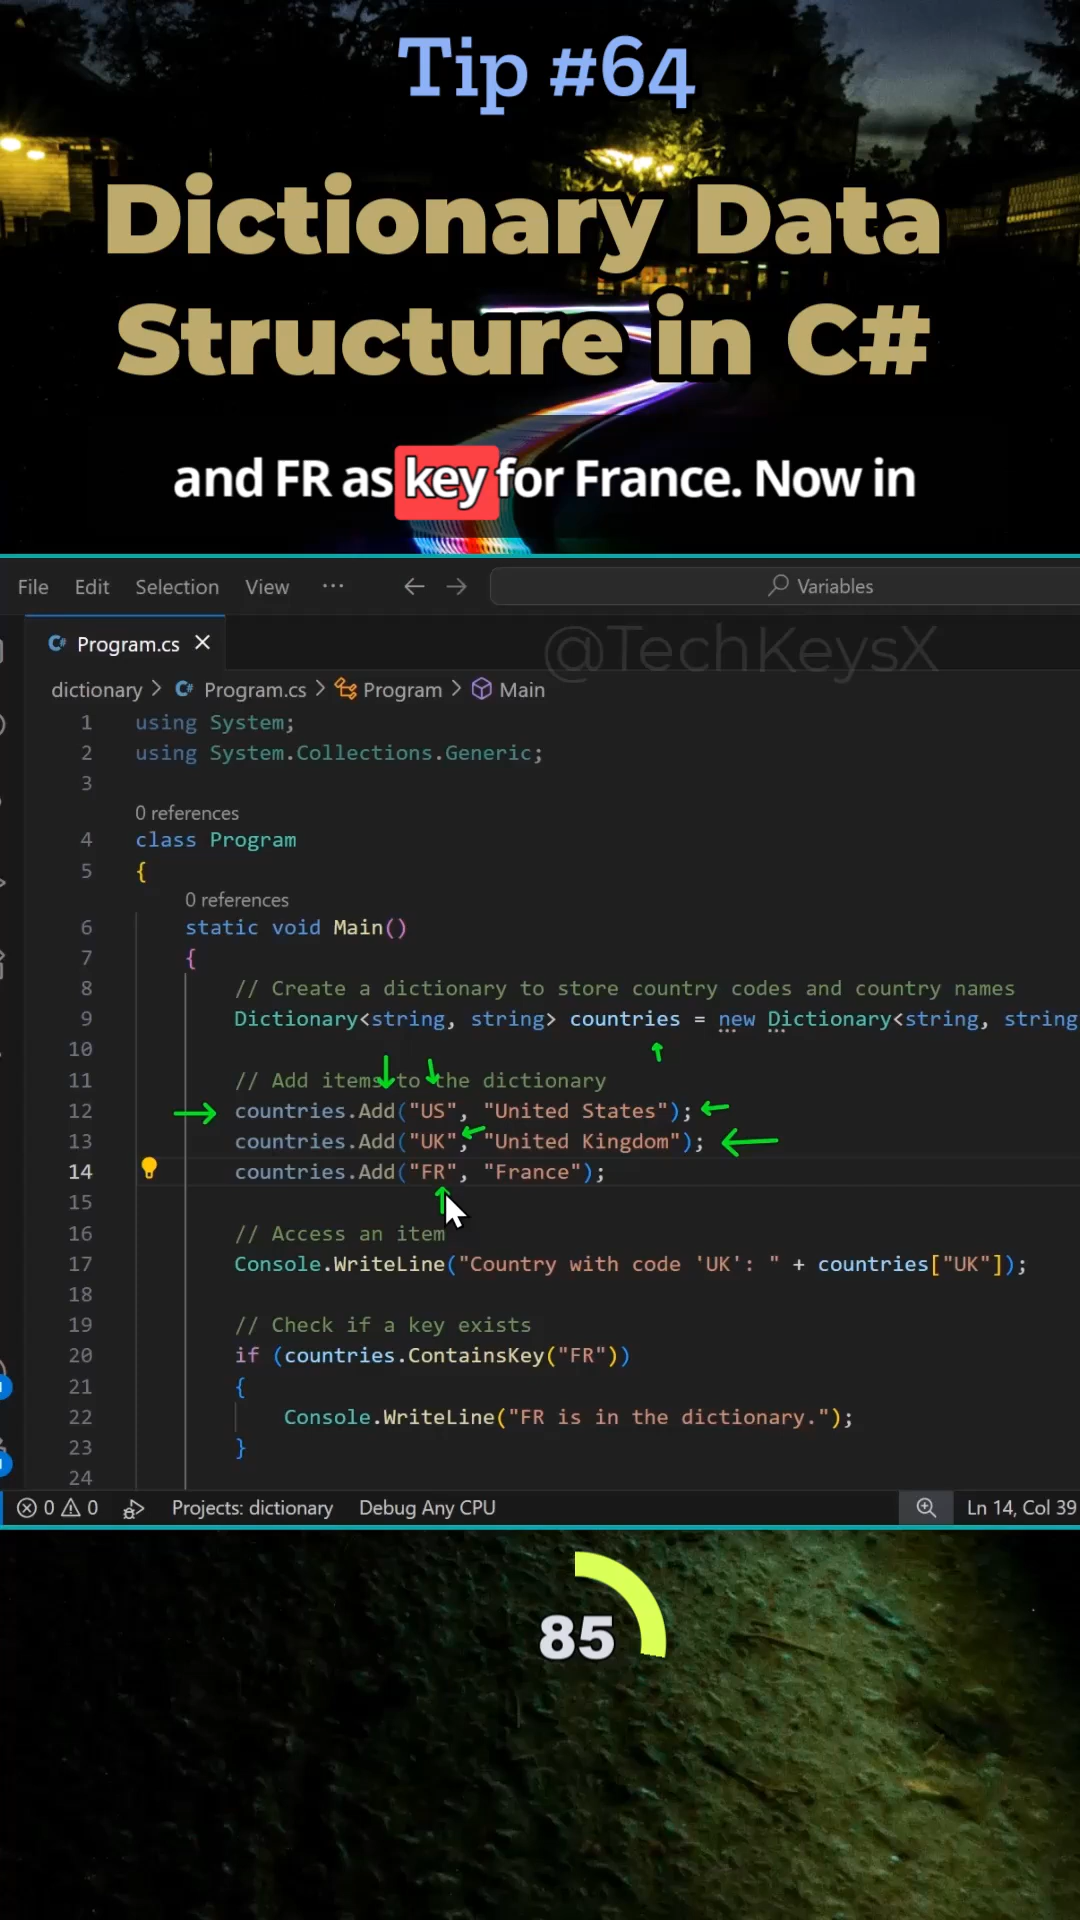 Tip #64
Dictionary Data
Structure in C#
and FR as key for France. Now in
File Edit Selection View ··· ← → Variables
C# Program.cs ×
@TechKeysX
dictionary > C# Program.cs > Program > Main
1 using System;
2 using System.Collections.Generic;
3
0 references
4 class Program
5 {
0 references
6 static void Main()
7 {
8 // Create a dictionary to store country codes and country names
9 Dictionary<string, string> countries = new Dictionary<string, string
10
11 // Add items to the dictionary
12 countries.Add("US", "United States");
13 countries.Add("UK", "United Kingdom");
14 countries.Add("FR", "France");
15
16 // Access an item
17 Console.WriteLine("Country with code 'UK': " + countries["UK"]);
18
19 // Check if a key exists
20 if (countries.ContainsKey("FR"))
21 {
22 Console.WriteLine("FR is in the dictionary.");
23 }
24
0 0 Projects: dictionary Debug Any CPU Ln 14, Col 39
85